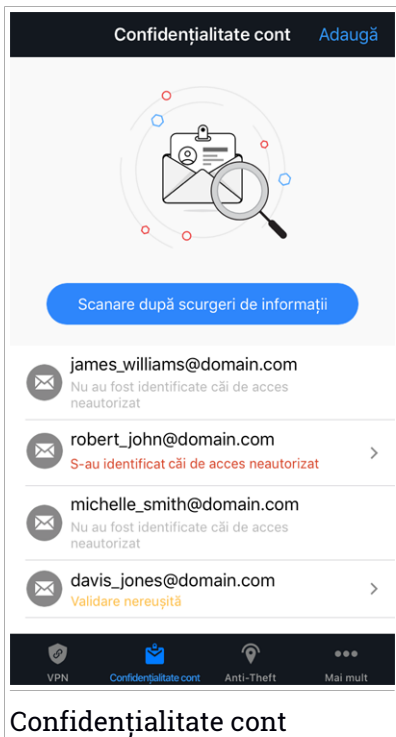 Confidențialitate cont
Adaugă
Scanare după scurgeri de informații
james_williams@domain.com
Nu au fost identificate căi de acces
neautorizat
robert_john@domain.com
S-au identificat căi de acces neautorizat
michelle_smith@domain.com
Nu au fost identificate căi de acces
neautorizat
davis_jones@domain.com
Validare nereușită
VPN
Confidențialitate cont
Anti-Theft
Mai mult
Confidențialitate cont